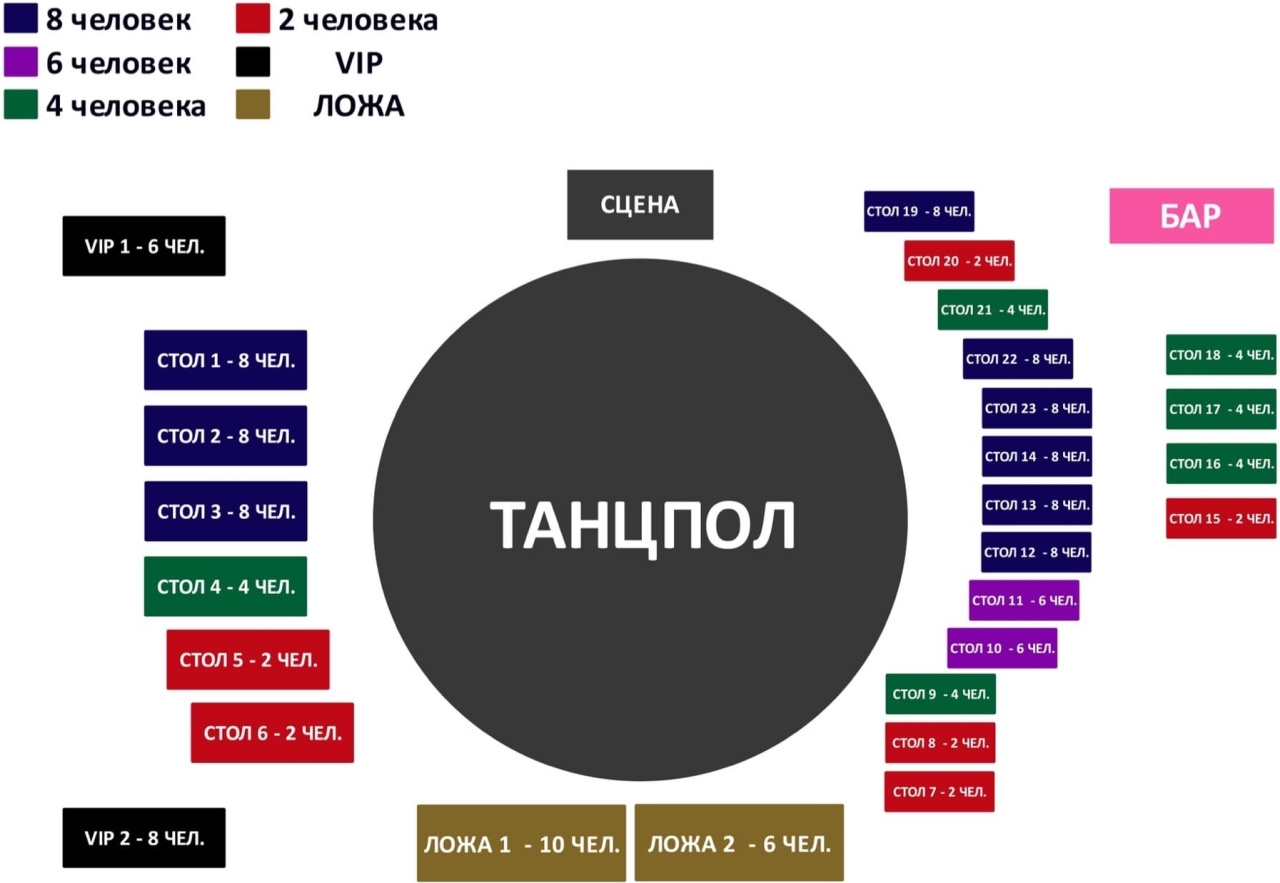 8 человек
2 человека
6 человек
VIP
4 человека
ЛОЖА
СЦЕНА
БАР
VIP 1 - 6 ЧЕЛ.
СТОЛ 1 - 8 ЧЕЛ.
СТОЛ 2 - 8 ЧЕЛ.
СТОЛ 3 - 8 ЧЕЛ.
СТОЛ 4 - 4 ЧЕЛ.
СТОЛ 5 - 2 ЧЕЛ.
СТОЛ 6 - 2 ЧЕЛ.
VIP 2 - 8 ЧЕЛ.
ТАНЦПОЛ
ЛОЖА 1 - 10 ЧЕЛ.
ЛОЖА 2 - 6 ЧЕЛ.
СТОЛ 19 - 8 ЧЕЛ.
СТОЛ 20 - 2 ЧЕЛ.
СТОЛ 21 - 4 ЧЕЛ.
СТОЛ 22 - 8 ЧЕЛ.
СТОЛ 23 - 8 ЧЕЛ.
СТОЛ 14 - 8 ЧЕЛ.
СТОЛ 13 - 8 ЧЕЛ.
СТОЛ 12 - 8 ЧЕЛ.
СТОЛ 11 - 6 ЧЕЛ.
СТОЛ 10 - 6 ЧЕЛ.
СТОЛ 9 - 4 ЧЕЛ.
СТОЛ 8 - 2 ЧЕЛ.
СТОЛ 7 - 2 ЧЕЛ.
СТОЛ 18 - 4 ЧЕЛ.
СТОЛ 17 - 4 ЧЕЛ.
СТОЛ 16 - 4 ЧЕЛ.
СТОЛ 15 - 2 ЧЕЛ.